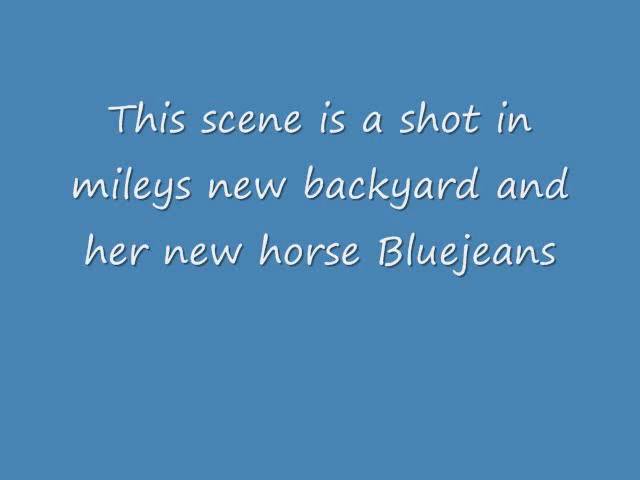 This scene is a shot in
mileys new backyard and
her new horse Bluejeans